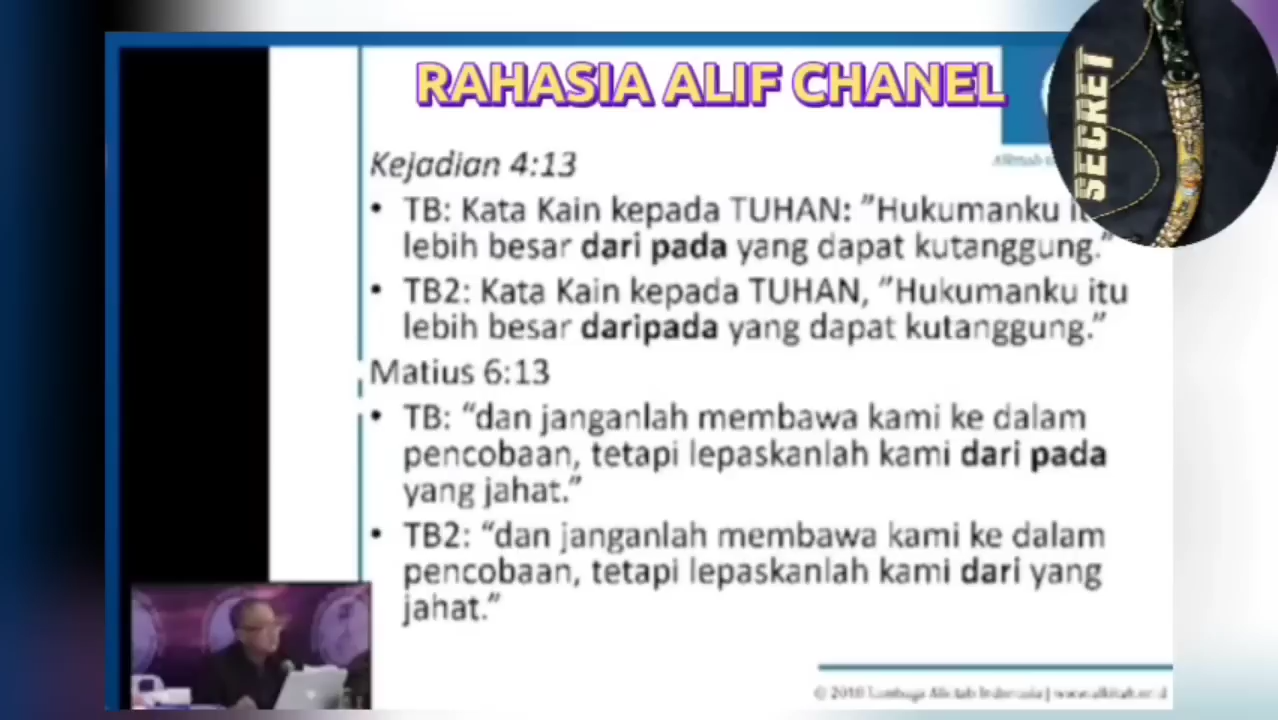 RAHASIA ALIF CHANEL
SECRET
Kejadian 4:13
• TB: Kata Kain kepada TUHAN: ”Hukumanku
lebih besar dari pada yang dapat kutanggung.”
• TB2: Kata Kain kepada TUHAN, ”Hukumanku itu
lebih besar daripada yang dapat kutanggung.”
Matius 6:13
• TB: “dan janganlah membawa kami ke dalam
pencobaan, tetapi lepaskanlah kami dari pada
yang jahat.”
• TB2: “dan janganlah membawa kami ke dalam
pencobaan, tetapi lepaskanlah kami dari yang
jahat.”
Lembaga Alkitab Indonesia |